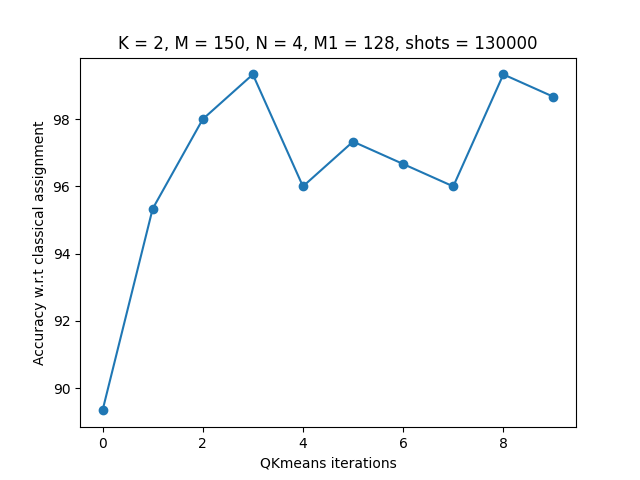 K = 2, M = 150, N = 4, M1 = 128, shots = 130000
Accuracy w.r.t classical assignment
98
96
94
92
90
0 2 4 6 8
QKmeans iterations